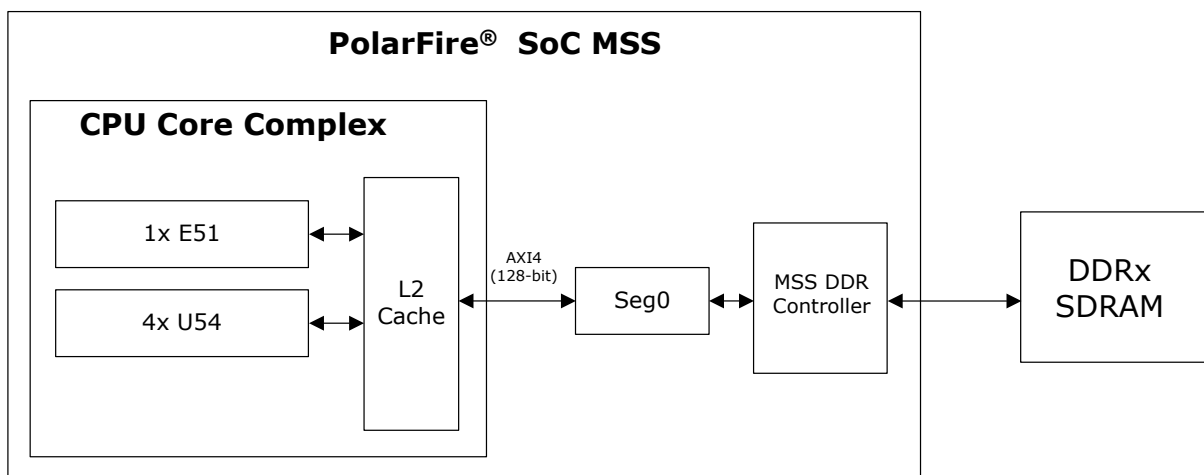 PolarFire® SoC MSS
CPU Core Complex
1x E51
4x U54
L2
Cache
AXI4
(128-bit)
Seg0
MSS DDR
Controller
DDRx
SDRAM